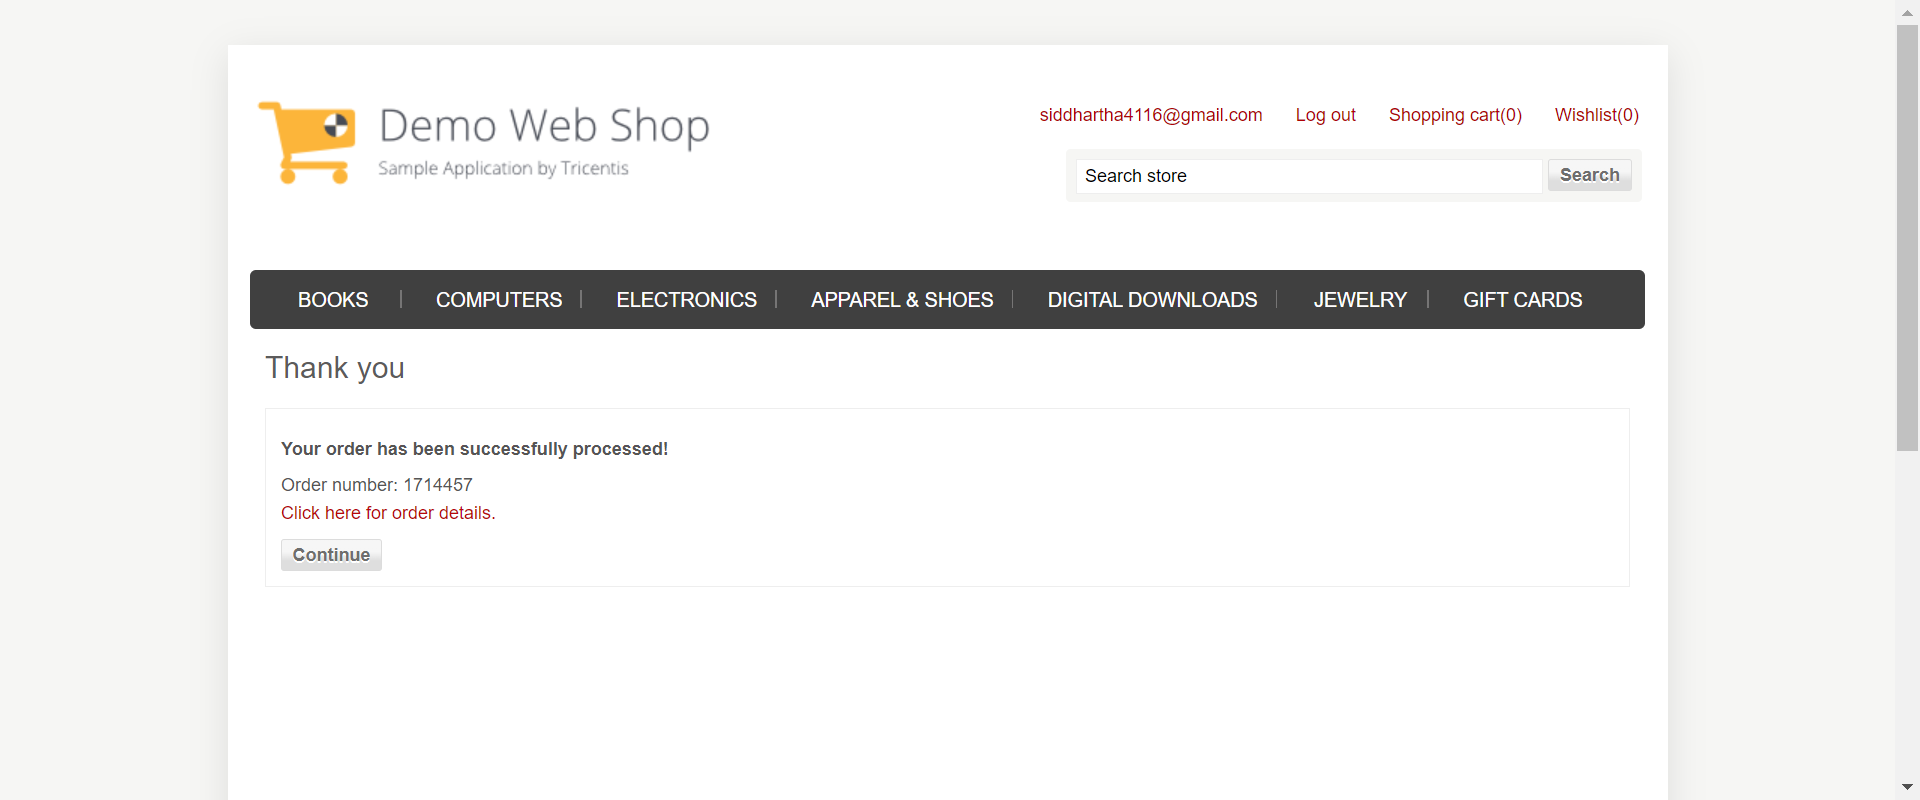 Demo Web Shop
Sample Application by Tricentis
siddhartha4116@gmail.com Log out Shopping cart(0) Wishlist(0)
Search store Search
BOOKS COMPUTERS ELECTRONICS APPAREL & SHOES DIGITAL DOWNLOADS JEWELRY GIFT CARDS
Thank you
Your order has been successfully processed!
Order number: 1714457
Click here for order details.
Continue